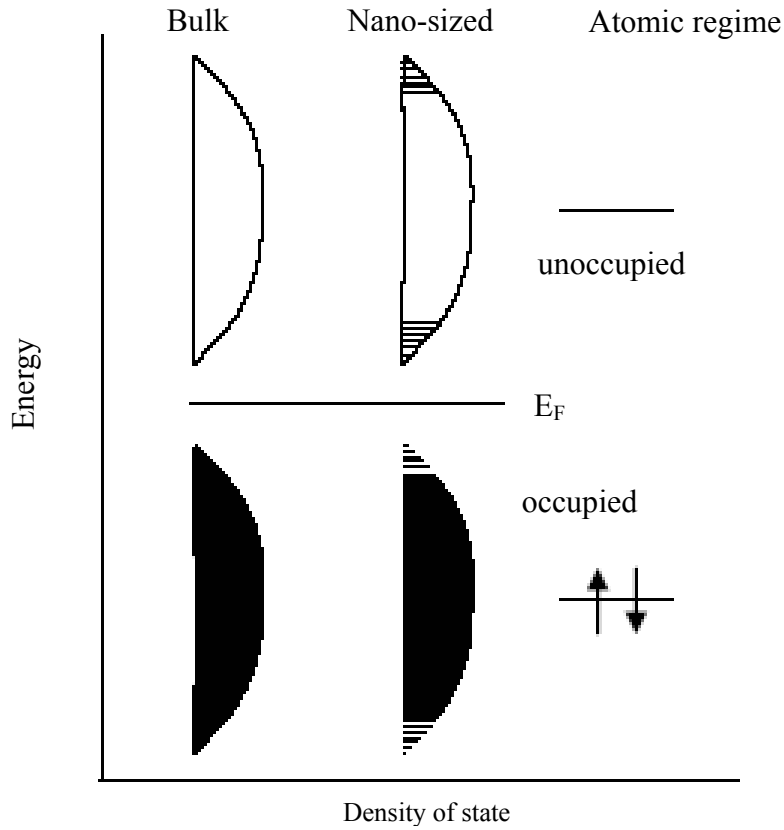 Bulk
Nano-sized
Atomic regime
unoccupied
Energy
E_F
occupied
Density of state